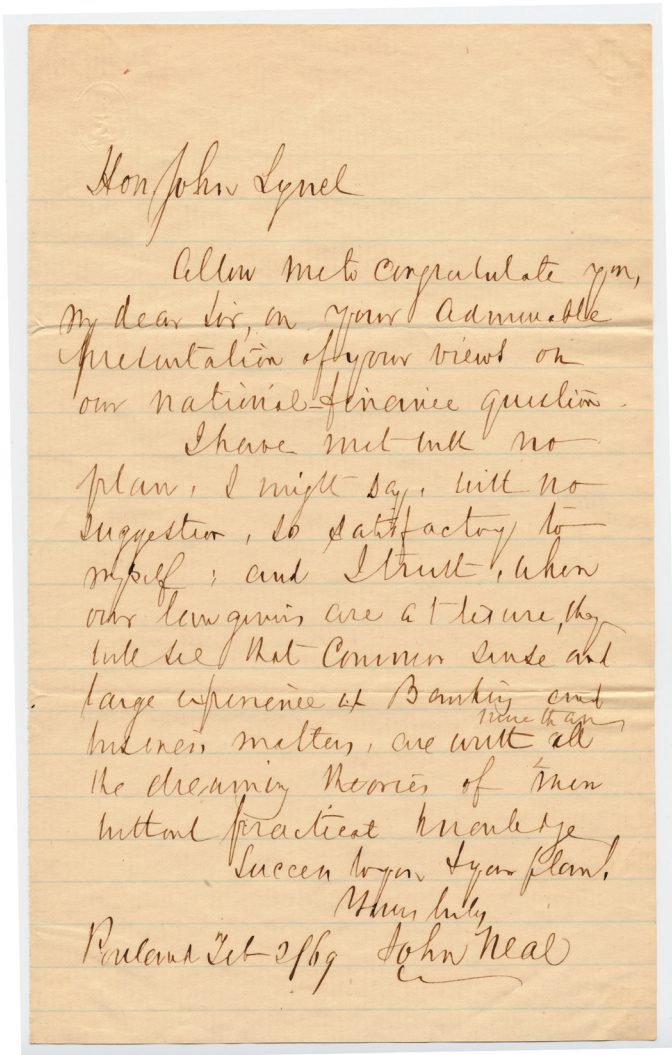 Hon John Lynch
Allow me to congratulate you,
my dear Sir, on your admirable
presentation of your views on
our national-finance question.
I have met with no
plan, I might say, with no
suggestion, so satisfactory to
myself; and I trust, when
our law givers are at leisure, they
will see that Common Sense and
large experience in Banking and
more than
business matters, are worth all
the dreaming theories of men
without practical knowledge
Success to you & your plan.
Yours truly
Portland Feb 2/69 John Neal